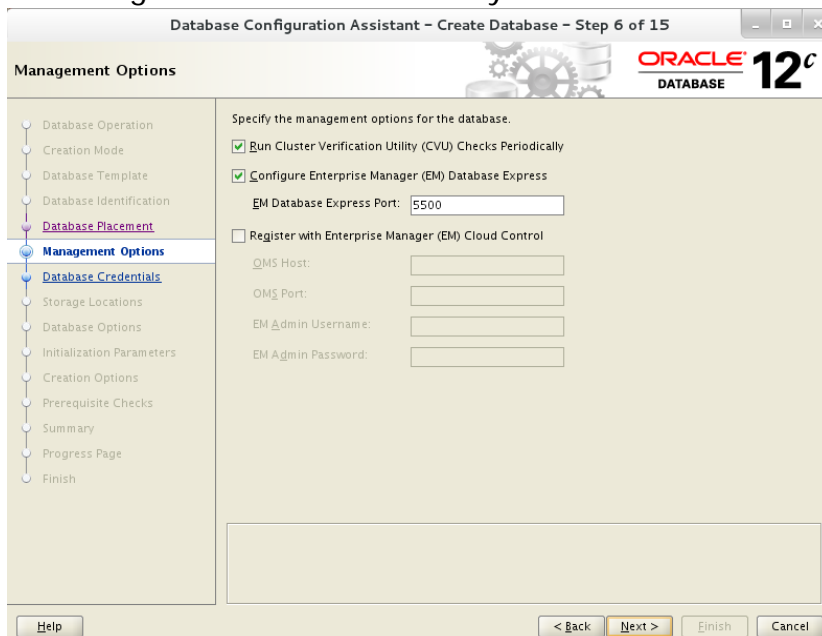 Database Configuration Assistant - Create Database - Step 6 of 15
Management Options
ORACLE
DATABASE
12c
Database Operation
Creation Mode
Database Template
Database Identification
Database Placement
Management Options
Database Credentials
Storage Locations
Database Options
Initialization Parameters
Creation Options
Prerequisite Checks
Summary
Progress Page
Finish
Specify the management options for the database.
Run Cluster Verification Utility (CVU) Checks Periodically
Configure Enterprise Manager (EM) Database Express
EM Database Express Port: 5500
Register with Enterprise Manager (EM) Cloud Control
OMS Host:
OMS Port:
EM Admin Username:
EM Admin Password:
Help
< Back
Next >
Finish
Cancel